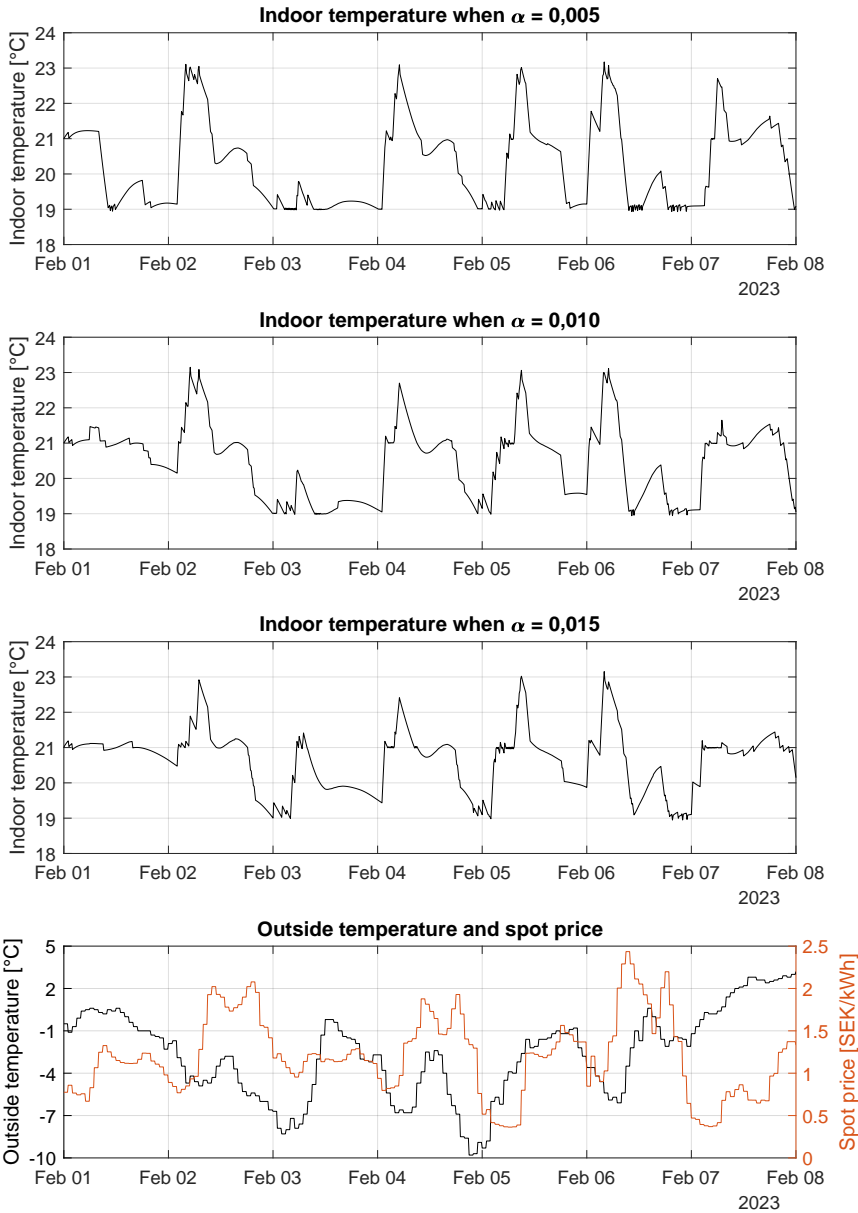 Indoor temperature when α = 0,005
Indoor temperature [°C]
24
23
22
21
20
19
18
Feb 01 Feb 02 Feb 03 Feb 04 Feb 05 Feb 06 Feb 07 Feb 08
2023
Indoor temperature when α = 0,010
Indoor temperature [°C]
24
23
22
21
20
19
18
Feb 01 Feb 02 Feb 03 Feb 04 Feb 05 Feb 06 Feb 07 Feb 08
2023
Indoor temperature when α = 0,015
Indoor temperature [°C]
24
23
22
21
20
19
18
Feb 01 Feb 02 Feb 03 Feb 04 Feb 05 Feb 06 Feb 07 Feb 08
2023
Outside temperature and spot price
Outside temperature [°C]
5
2
-1
-4
-7
-10
2.5
2
1.5
1
0.5
0
Spot price [SEK/kWh]
Feb 01 Feb 02 Feb 03 Feb 04 Feb 05 Feb 06 Feb 07 Feb 08
2023